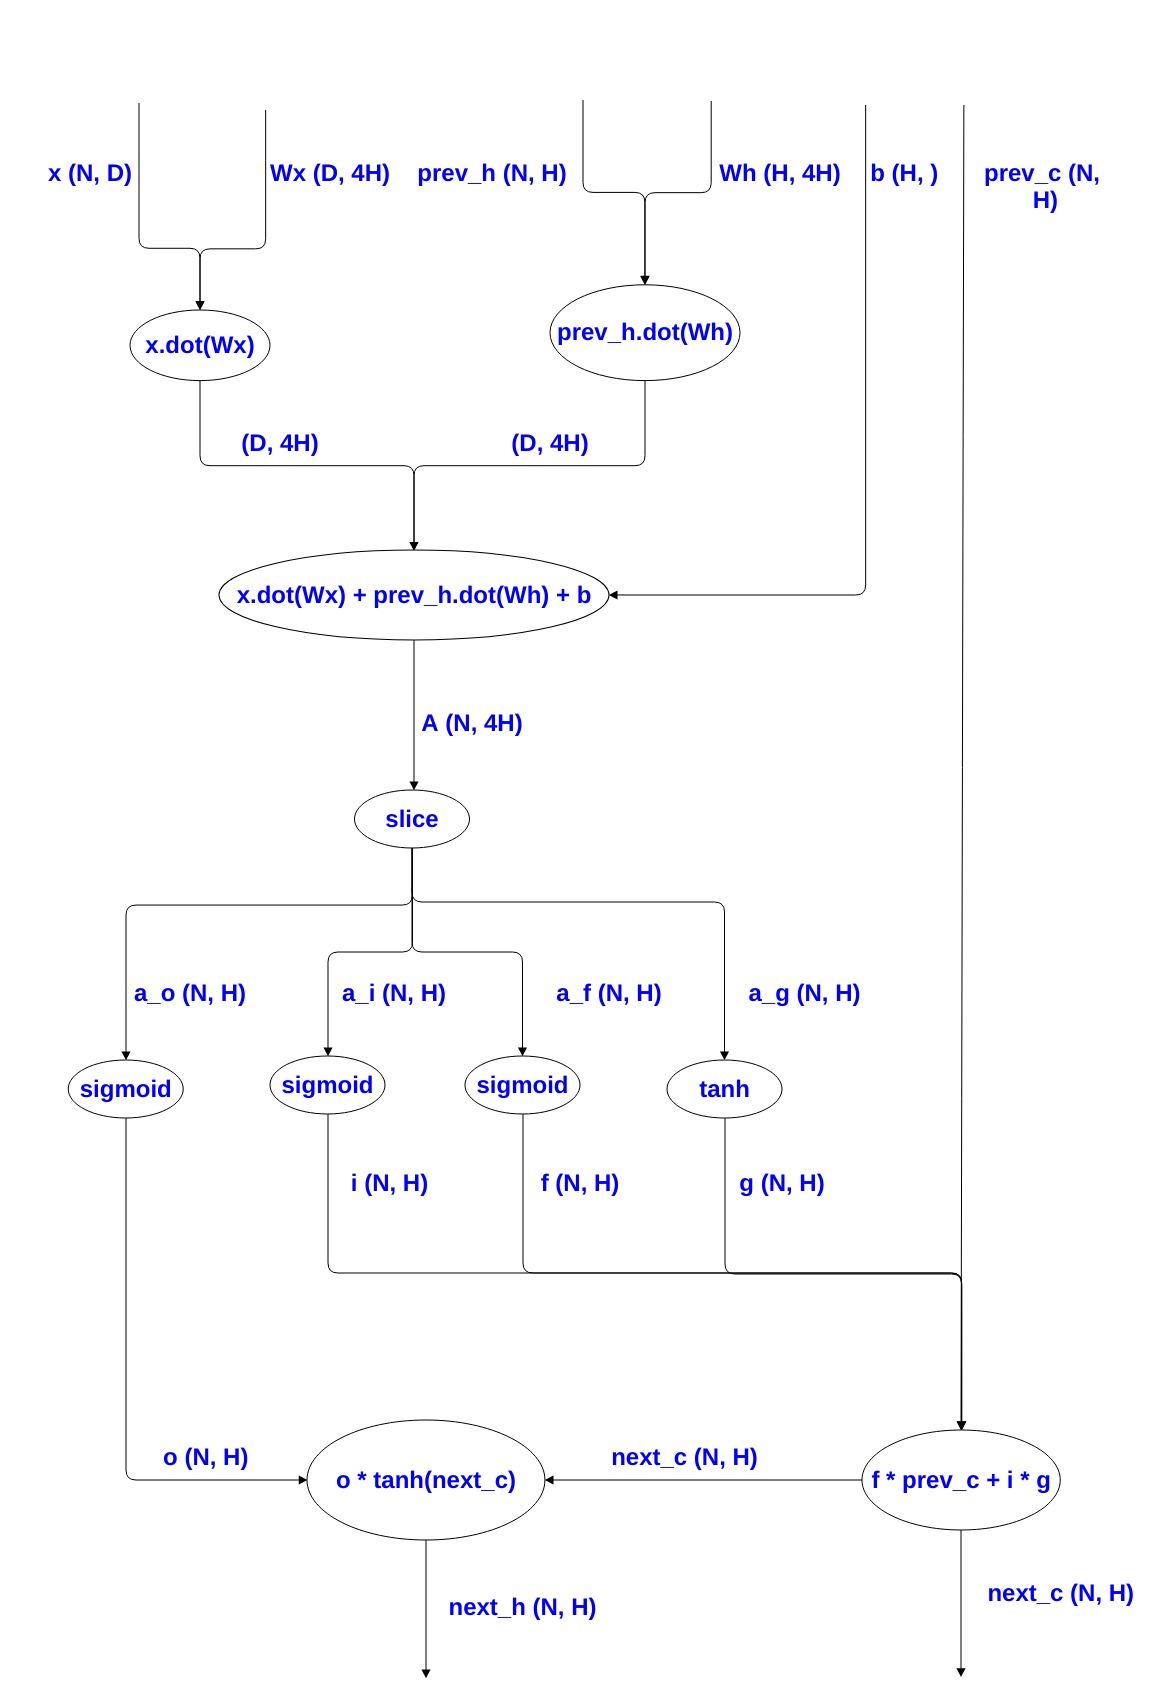 x (N, D)
Wx (D, 4H)
prev_h (N, H)
Wh (H, 4H)
b (H, )
prev_c (N,
H)
x.dot(Wx)
prev_h.dot(Wh)
(D, 4H)
(D, 4H)
x.dot(Wx) + prev_h.dot(Wh) + b
A (N, 4H)
slice
a_o (N, H)
a_i (N, H)
a_f (N, H)
a_g (N, H)
sigmoid
sigmoid
sigmoid
tanh
i (N, H)
f (N, H)
g (N, H)
o (N, H)
next_c (N, H)
o * tanh(next_c)
f * prev_c + i * g
next_h (N, H)
next_c (N, H)